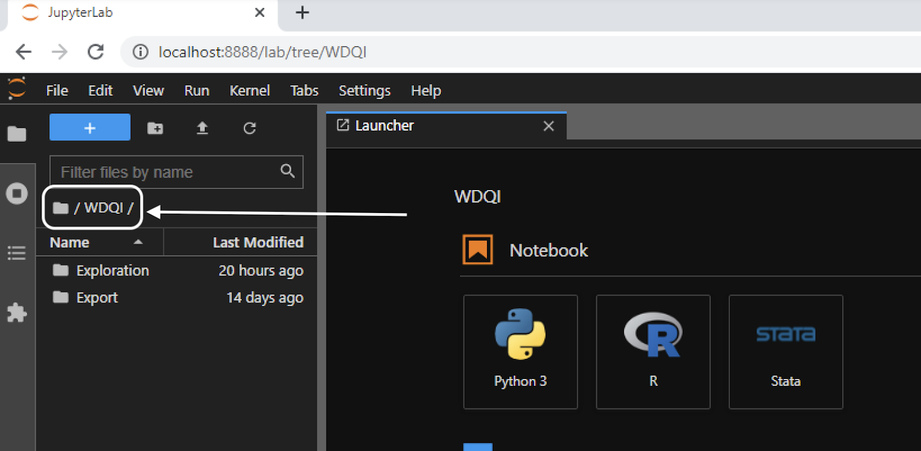 JupyterLab
localhost:8888/lab/tree/WDQI
File Edit View Run Kernel Tabs Settings Help
Launcher
Filter files by name
/ WDQI /
Name Last Modified
Exploration 20 hours ago
Export 14 days ago
WDQI
Notebook
Python 3
R
STATA
Stata